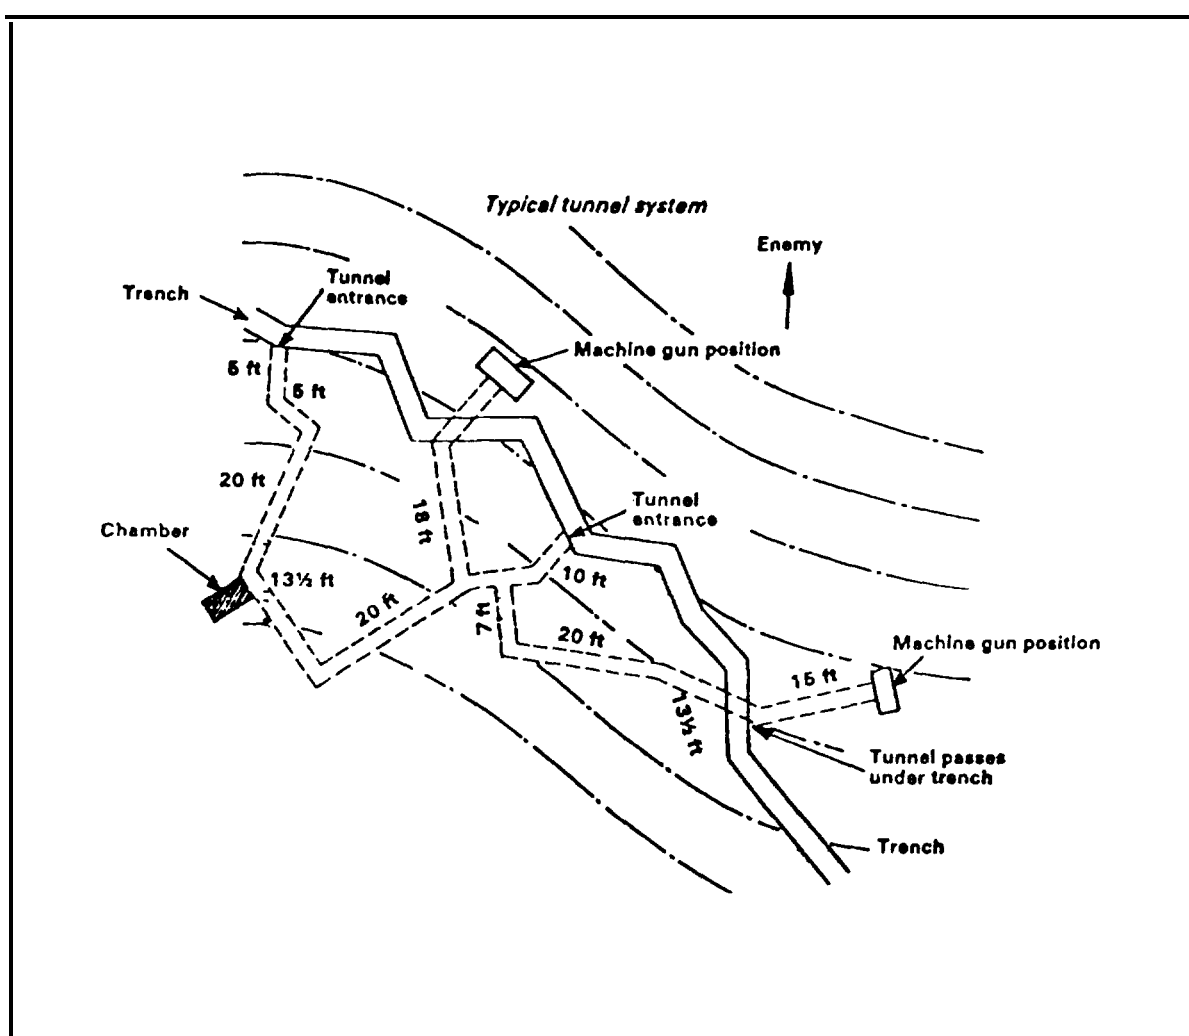 Typical tunnel system
Enemy
Tunnel
entrance
Trench
Machine gun position
5 ft
5 ft
20 ft
18 ft
Tunnel
entrance
Chamber
13½ ft
10 ft
20 ft
7 ft
20 ft
Machine gun position
15 ft
13½ ft
Tunnel passes
under trench
Trench